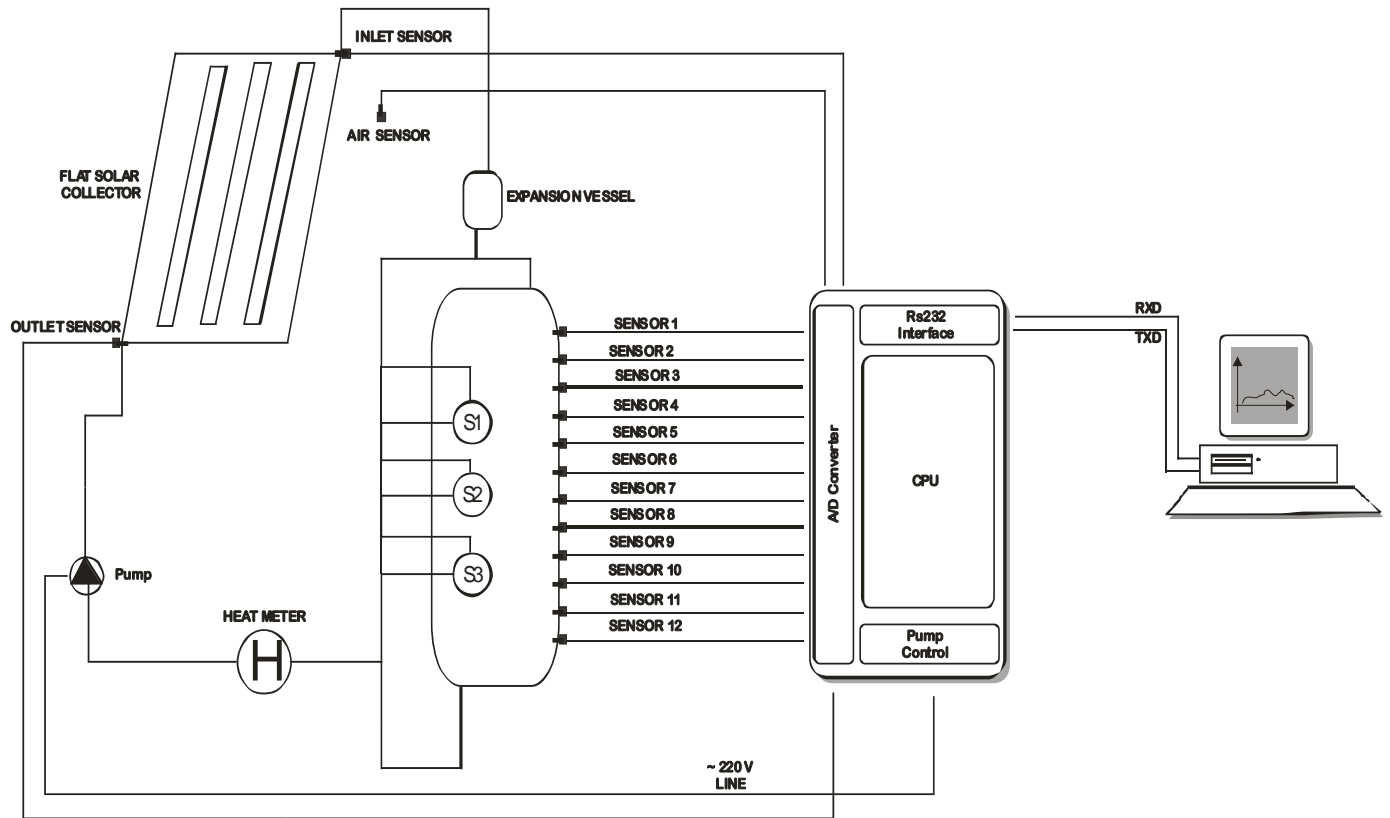 INLET SENSOR
AIR SENSOR
FLAT SOLAR
COLLECTOR
EXPANSION VESSEL
OUTLET SENSOR
SENSOR 1
SENSOR 2
SENSOR 3
SENSOR 4
SENSOR 5
SENSOR 6
SENSOR 7
SENSOR 8
SENSOR 9
SENSOR 10
SENSOR 11
SENSOR 12
S1
S2
S3
Pump
HEAT METER
H
A/D Converter
Rs232
Interface
CPU
Pump
Control
RXD
TXD
~ 220 V
LINE